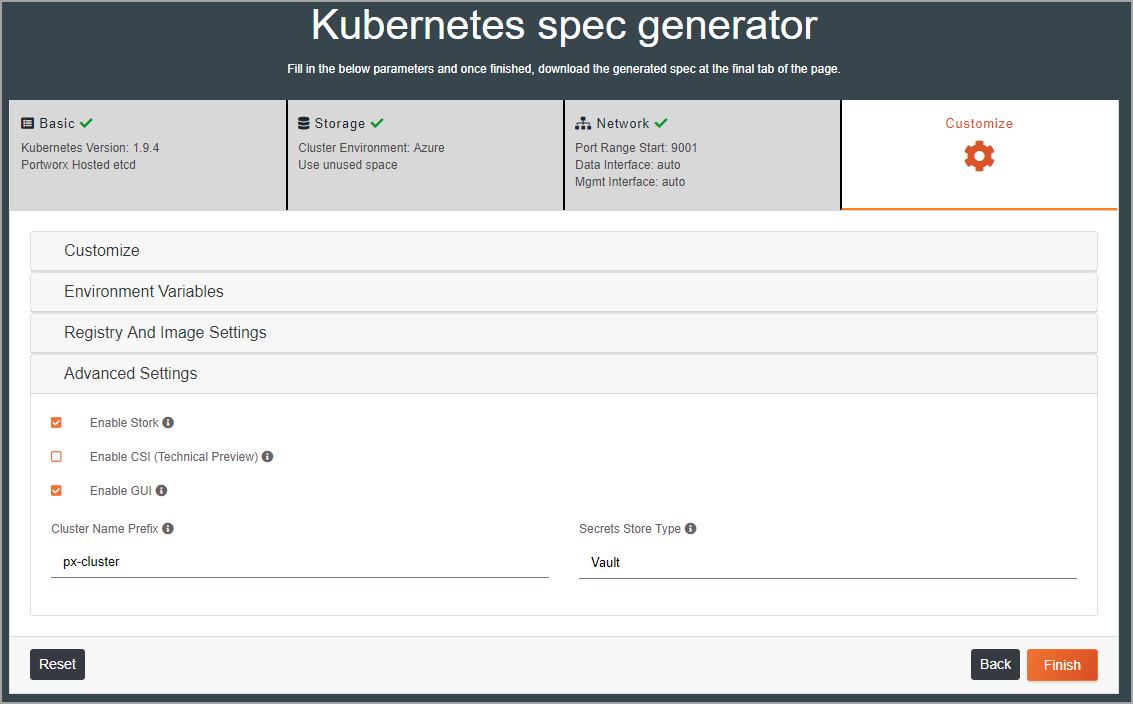 Kubernetes spec generator
Fill in the below parameters and once finished, download the generated spec at the final tab of the page.
Basic
Kubernetes Version: 1.9.4
Portworx Hosted etcd
Storage
Cluster Environment: Azure
Use unused space
Network
Port Range Start: 9001
Data Interface: auto
Mgmt Interface: auto
Customize
Customize
Environment Variables
Registry And Image Settings
Advanced Settings
Enable Stork
Enable CSI (Technical Preview)
Enable GUI
Cluster Name Prefix
px-cluster
Secrets Store Type
Vault
Reset
Back
Finish